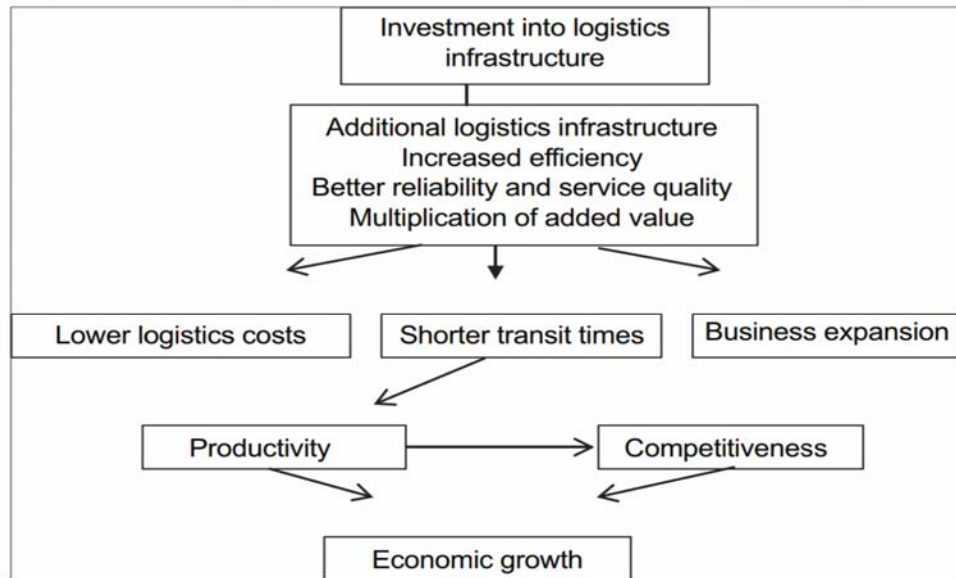 Investment into logistics
infrastructure
Additional logistics infrastructure
Increased efficiency
Better reliability and service quality
Multiplication of added value
Lower logistics costs
Shorter transit times
Business expansion
Productivity
Competitiveness
Economic growth